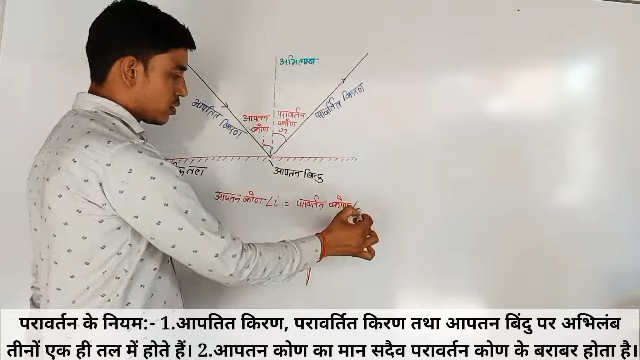 अभिलम्ब
आपतित किरण
आपतन कोण
परावर्तन कोण
परावर्तित किरण
आपतन बिन्दु
आपतन कोण ∠i = परावर्तन कोण ∠
परावर्तन के नियम:- 1.आपतित किरण, परावर्तित किरण तथा आपतन बिंदु पर अभिलंब
तीनों एक ही तल में होते हैं। 2.आपतन कोण का मान सदैव परावर्तन कोण के बराबर होता है।